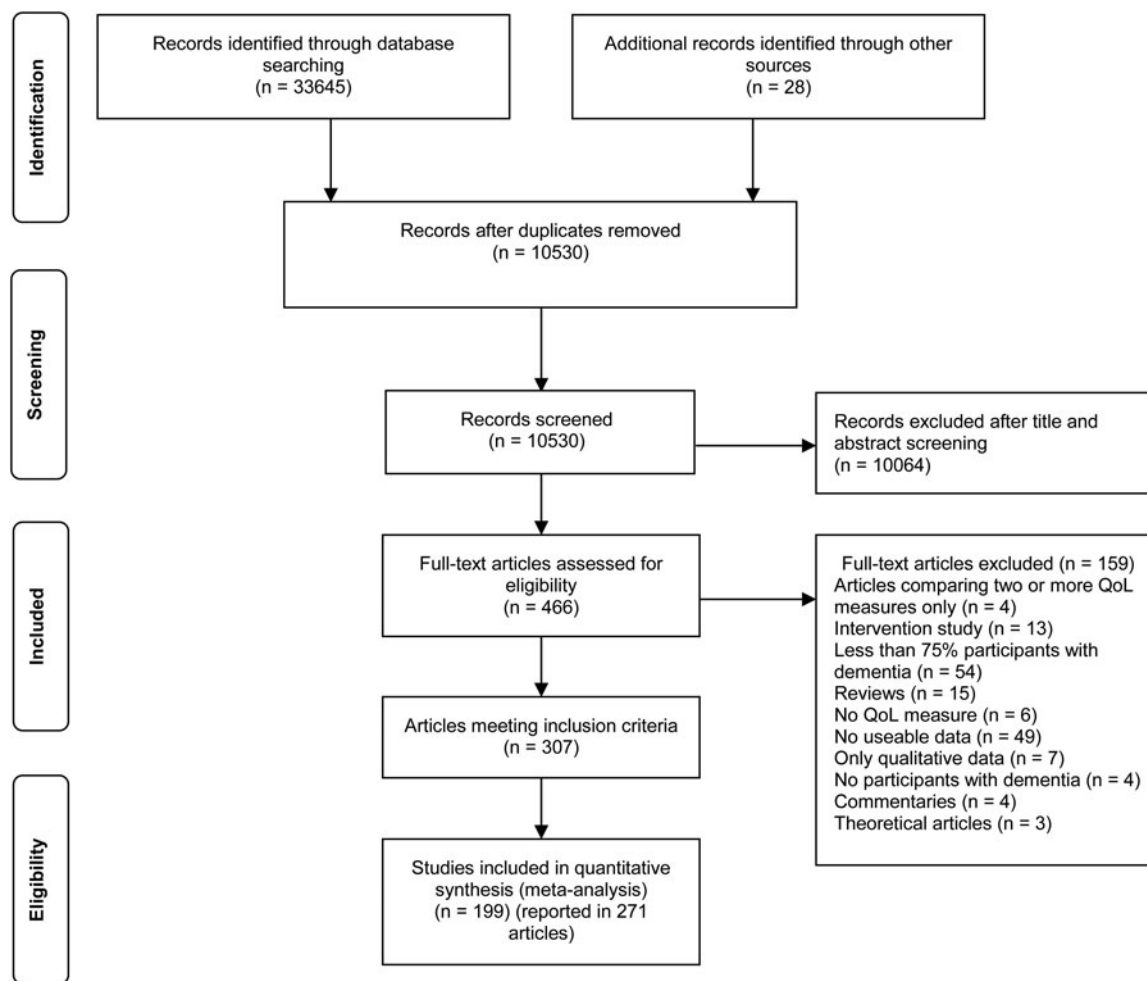 Identification
Records identified through database
searching
(n = 33645)
Additional records identified through other
sources
(n = 28)
Records after duplicates removed
(n = 10530)
Screening
Records screened
(n = 10530)
Records excluded after title and
abstract screening
(n = 10064)
Included
Full-text articles assessed for
eligibility
(n = 466)
Full-text articles excluded (n = 159)
Articles comparing two or more QoL
measures only (n = 4)
Intervention study (n = 13)
Less than 75% participants with
dementia (n = 54)
Reviews (n = 15)
No QoL measure (n = 6)
No useable data (n = 49)
Only qualitative data (n = 7)
No participants with dementia (n = 4)
Commentaries (n = 4)
Theoretical articles (n = 3)
Articles meeting inclusion criteria
(n = 307)
Eligibility
Studies included in quantitative
synthesis (meta-analysis)
(n = 199) (reported in 271
articles)